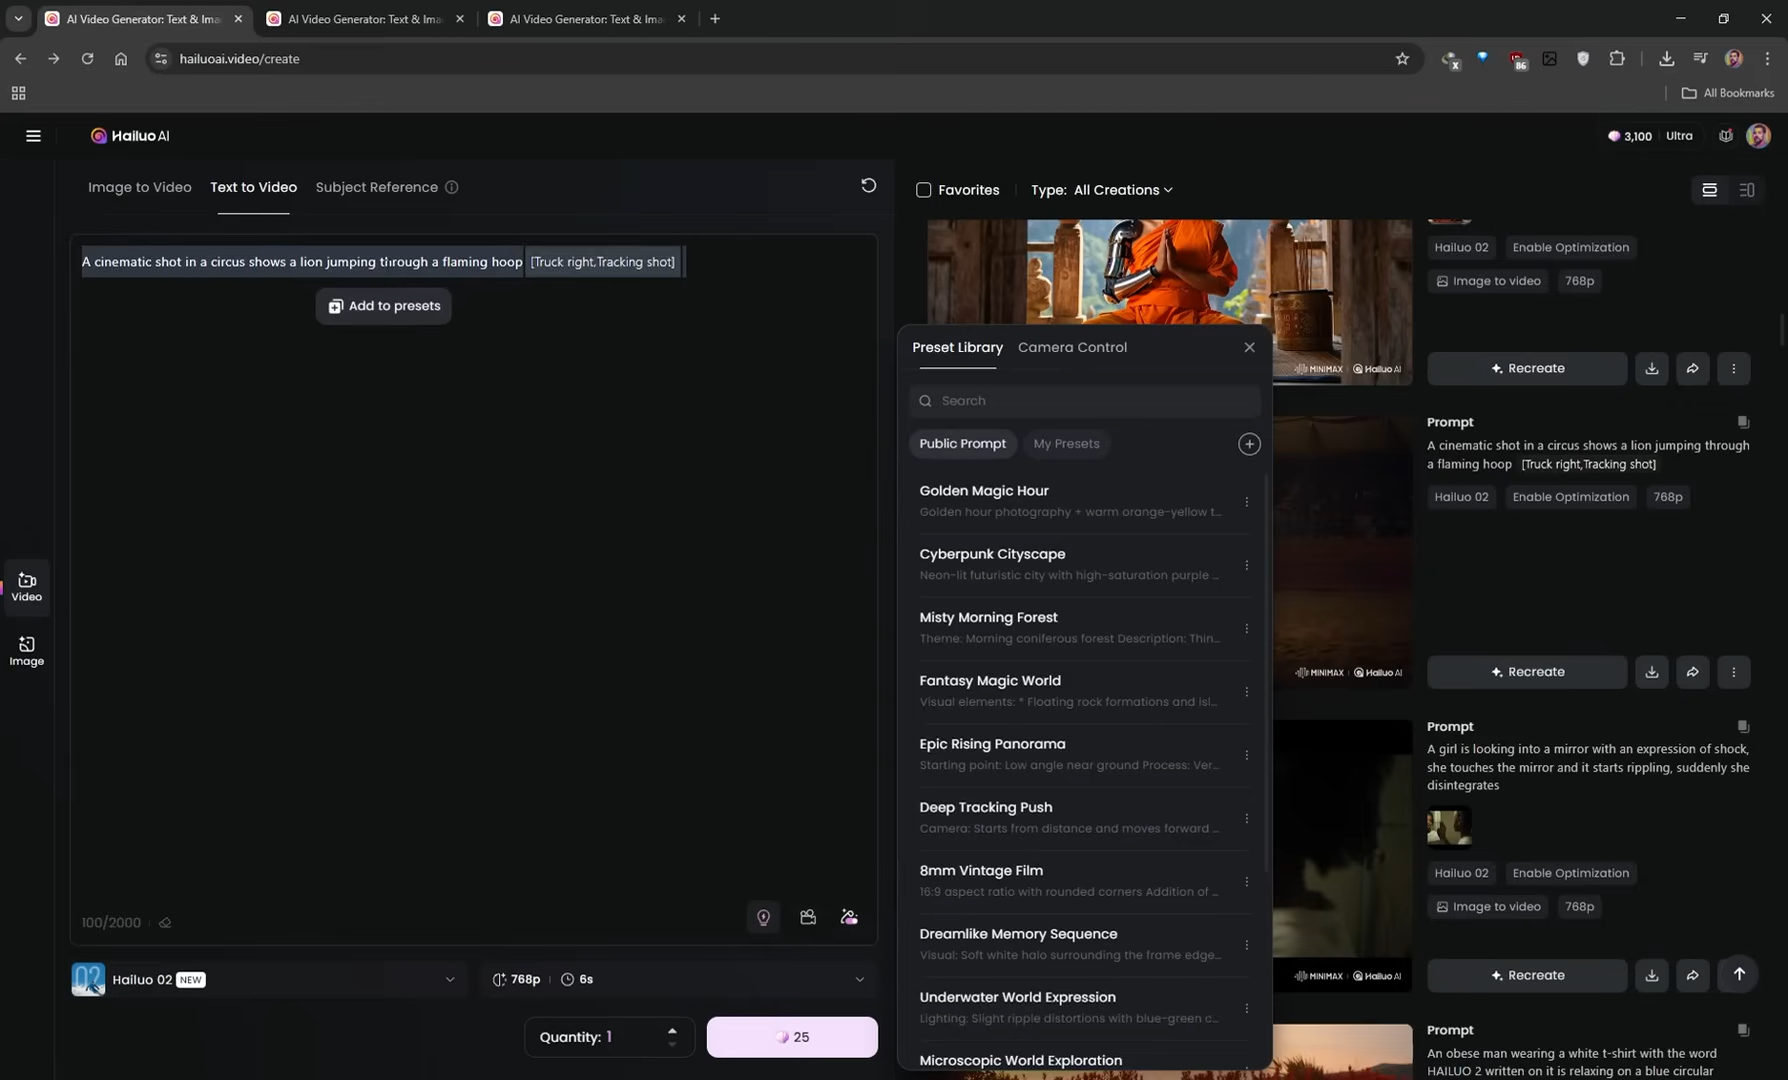 AI Video Generator: Text & Ima
AI Video Generator: Text & Ima
AI Video Generator: Text & Ima
hailuoai.video/create
X
86
All Bookmarks
Hailuo AI
3,100 | Ultra
Image to Video
Text to Video
Subject Reference
Favorites
Type: All Creations
A cinematic shot in a circus shows a lion jumping through a flaming hoop [Truck right,Tracking shot]
Add to presets
100/2000
Video
Image
02
Hailuo 02 NEW
768p
6s
Quantity: 1
25
Preset Library
Camera Control
Search
Public Prompt
My Presets
Golden Magic Hour
Golden hour photography + warm orange-yellow t...
Cyberpunk Cityscape
Neon-lit futuristic city with high-saturation purple ...
Misty Morning Forest
Theme: Morning coniferous forest Description: Thin...
Fantasy Magic World
Visual elements: * Floating rock formations and isl...
Epic Rising Panorama
Starting point: Low angle near ground Process: Ver...
Deep Tracking Push
Camera: Starts from distance and moves forward ...
8mm Vintage Film
16:9 aspect ratio with rounded corners Addition of ...
Dreamlike Memory Sequence
Visual: Soft white halo surrounding the frame edge...
Underwater World Expression
Lighting: Slight ripple distortions with blue-green c...
Microscopic World Exploration
Hailuo 02
Enable Optimization
Image to video
768p
MINIMAX | Hailuo AI
Recreate
Prompt
A cinematic shot in a circus shows a lion jumping through
a flaming hoop [Truck right,Tracking shot]
Hailuo 02
Enable Optimization
768p
MINIMAX | Hailuo AI
Recreate
Prompt
A girl is looking into a mirror with an expression of shock,
she touches the mirror and it starts rippling, suddenly she
disintegrates
Hailuo 02
Enable Optimization
Image to video
768p
MINIMAX | Hailuo AI
Recreate
Prompt
An obese man wearing a white t-shirt with the word
HAILUO 2 written on it is relaxing on a blue circular